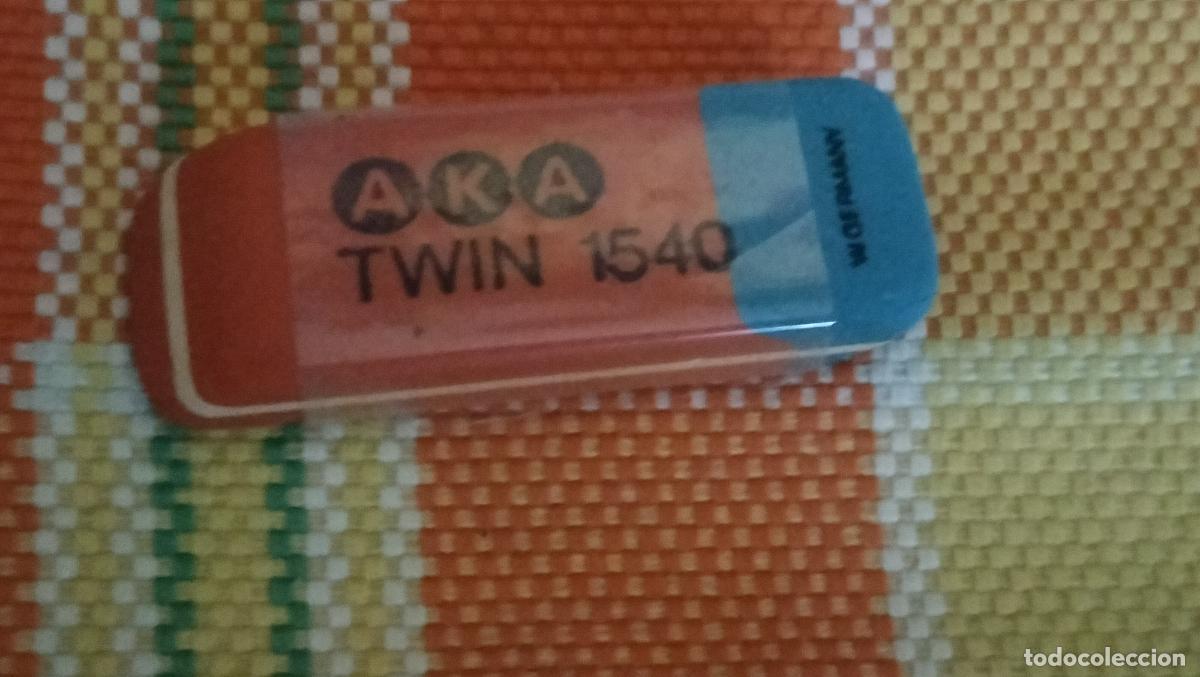 AKA
TWIN 1540
W.GERMANY
todocoleccion